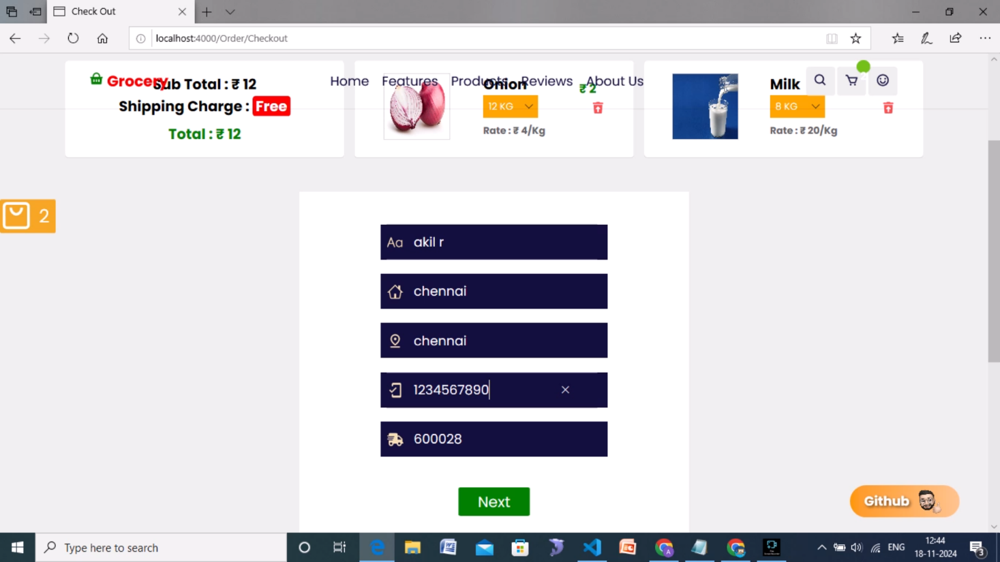 Check Out
localhost:4000/Order/Checkout
Grocery
Home Features Products Reviews About Us
Sub Total : ₹ 12
Shipping Charge : Free
Total : ₹ 12
Onion
₹ 2
12 KG
Rate : ₹ 4/Kg
Milk
8 KG
Rate : ₹ 20/Kg
2
Aa akil r
chennai
chennai
1234567890
600028
Next
Github
Type here to search
ENG
12:44
18-11-2024
3